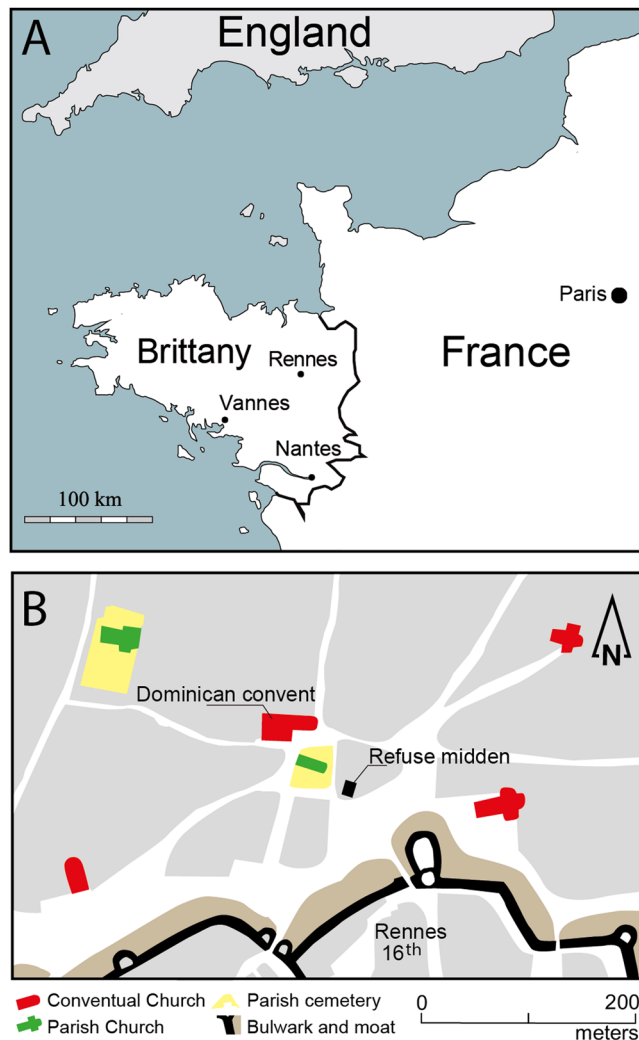 A
England
Paris
Brittany
France
Rennes
Vannes
Nantes
100 km
B
N
Dominican convent
Refuse midden
Rennes
16th
Conventual Church
Parish cemetery
0
200
Parish Church
Bulwark and moat
meters